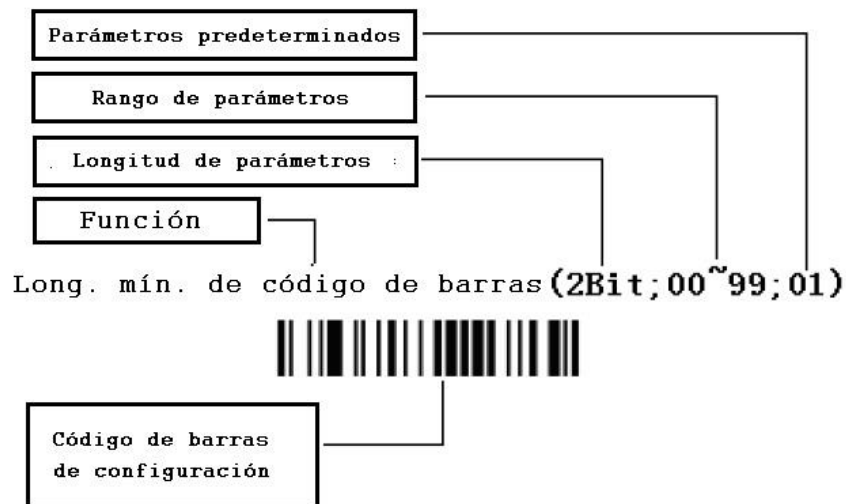 Parámetros predeterminados
Rango de parámetros
Longitud de parámetros :
Función
Long. mín. de código de barras(2Bit;00~99;01)
Código de barras
de configuración